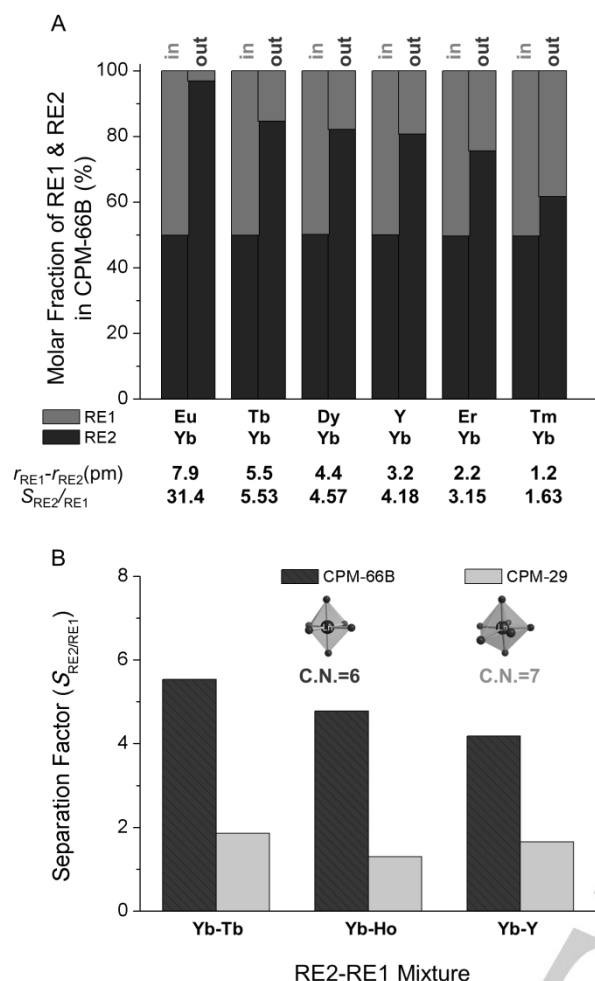 A
in out in out in out in out in out in out
Molar Fraction of RE1 & RE2
in CPM-66B (%)
100
80
60
40
20
0
RE1 Eu Tb Dy Y Er Tm
RE2 Yb Yb Yb Yb Yb Yb
rRE1-rRE2(pm) 7.9 5.5 4.4 3.2 2.2 1.2
SRE2/RE1 31.4 5.53 4.57 4.18 3.15 1.63
B
Separation Factor (SRE2/RE1)
8
6
4
2
0
CPM-66B CPM-29
Ln Ln
C.N.=6 C.N.=7
Yb-Tb Yb-Ho Yb-Y
RE2-RE1 Mixture